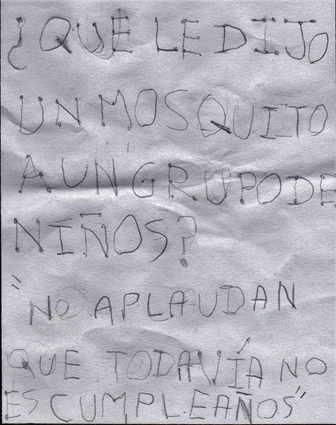 ¿QUE LE DIJO
UN MOSQUITO
A UN GRUPO DE
NIÑOS?
"NO APLAUDAN
QUE TODAVÍA NO
ES CUMPLEAÑOS"